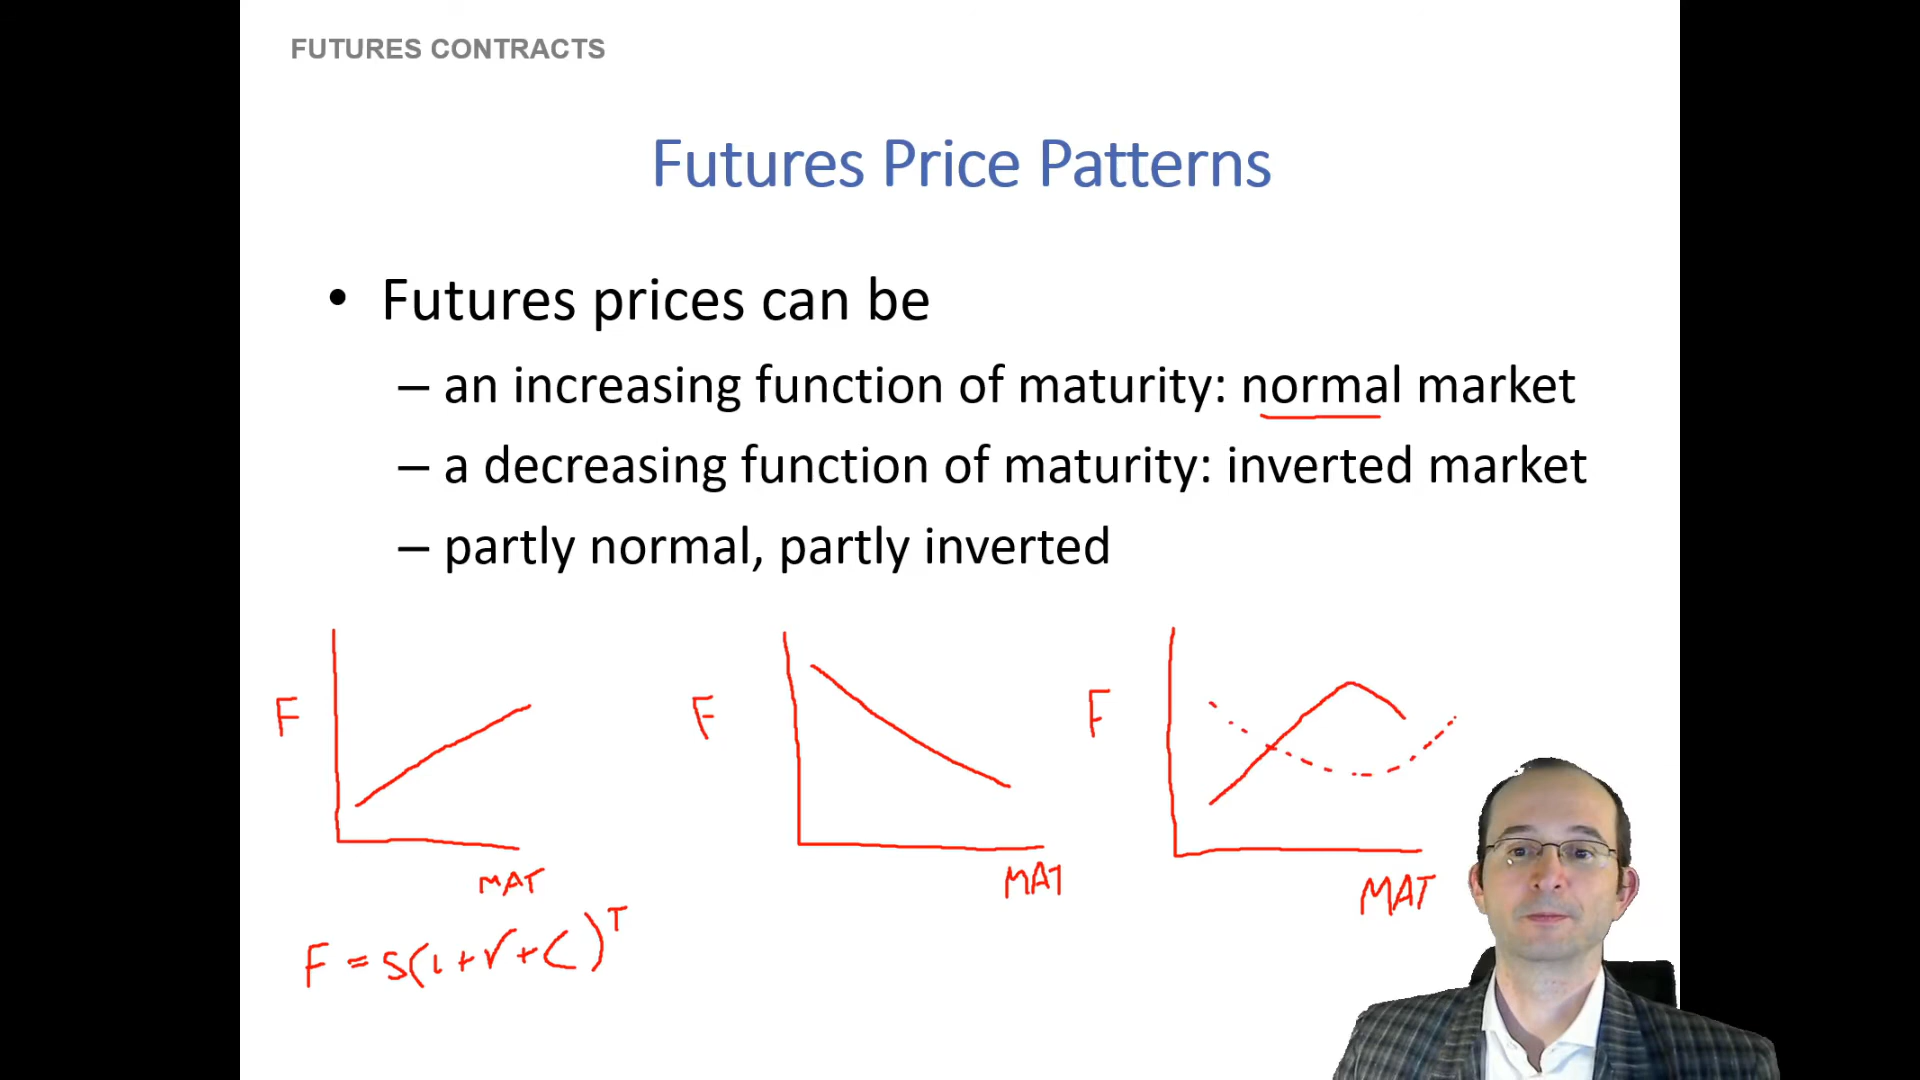 FUTURES CONTRACTS
Futures Price Patterns
• Futures prices can be
– an increasing function of maturity: normal market
– a decreasing function of maturity: inverted market
– partly normal, partly inverted
F
F
F
MAT
MAT
MAT
F = S(1+r+c)^T